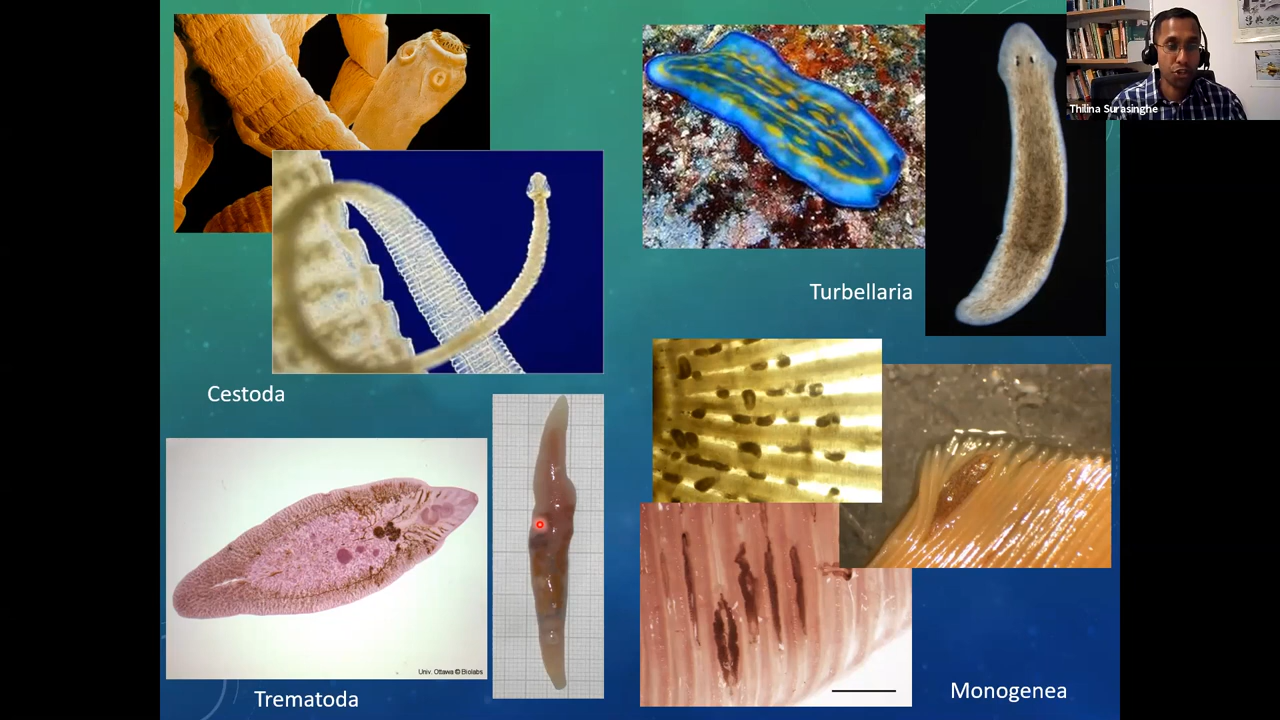 Thilina Surasinghe
Turbellaria
Cestoda
Univ. Ottawa © Biolabs
Trematoda
Monogenea